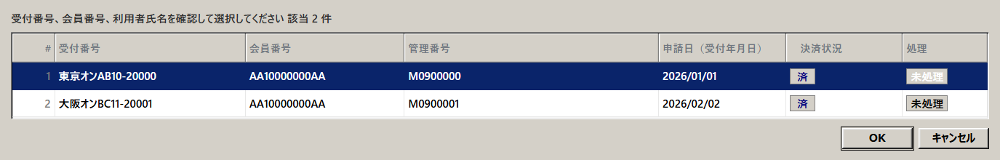 受付番号、会員番号、利用者氏名を確認して選択してください 該当 2 件
# 受付番号 会員番号 管理番号 申請日（受付年月日） 決済状況 処理
1 東京オンAB10-20000 AA10000000AA M0900000 2026/01/01 済 未処理
2 大阪オンBC11-20001 AA10000000AA M0900001 2026/02/02 済 未処理
OK キャンセル